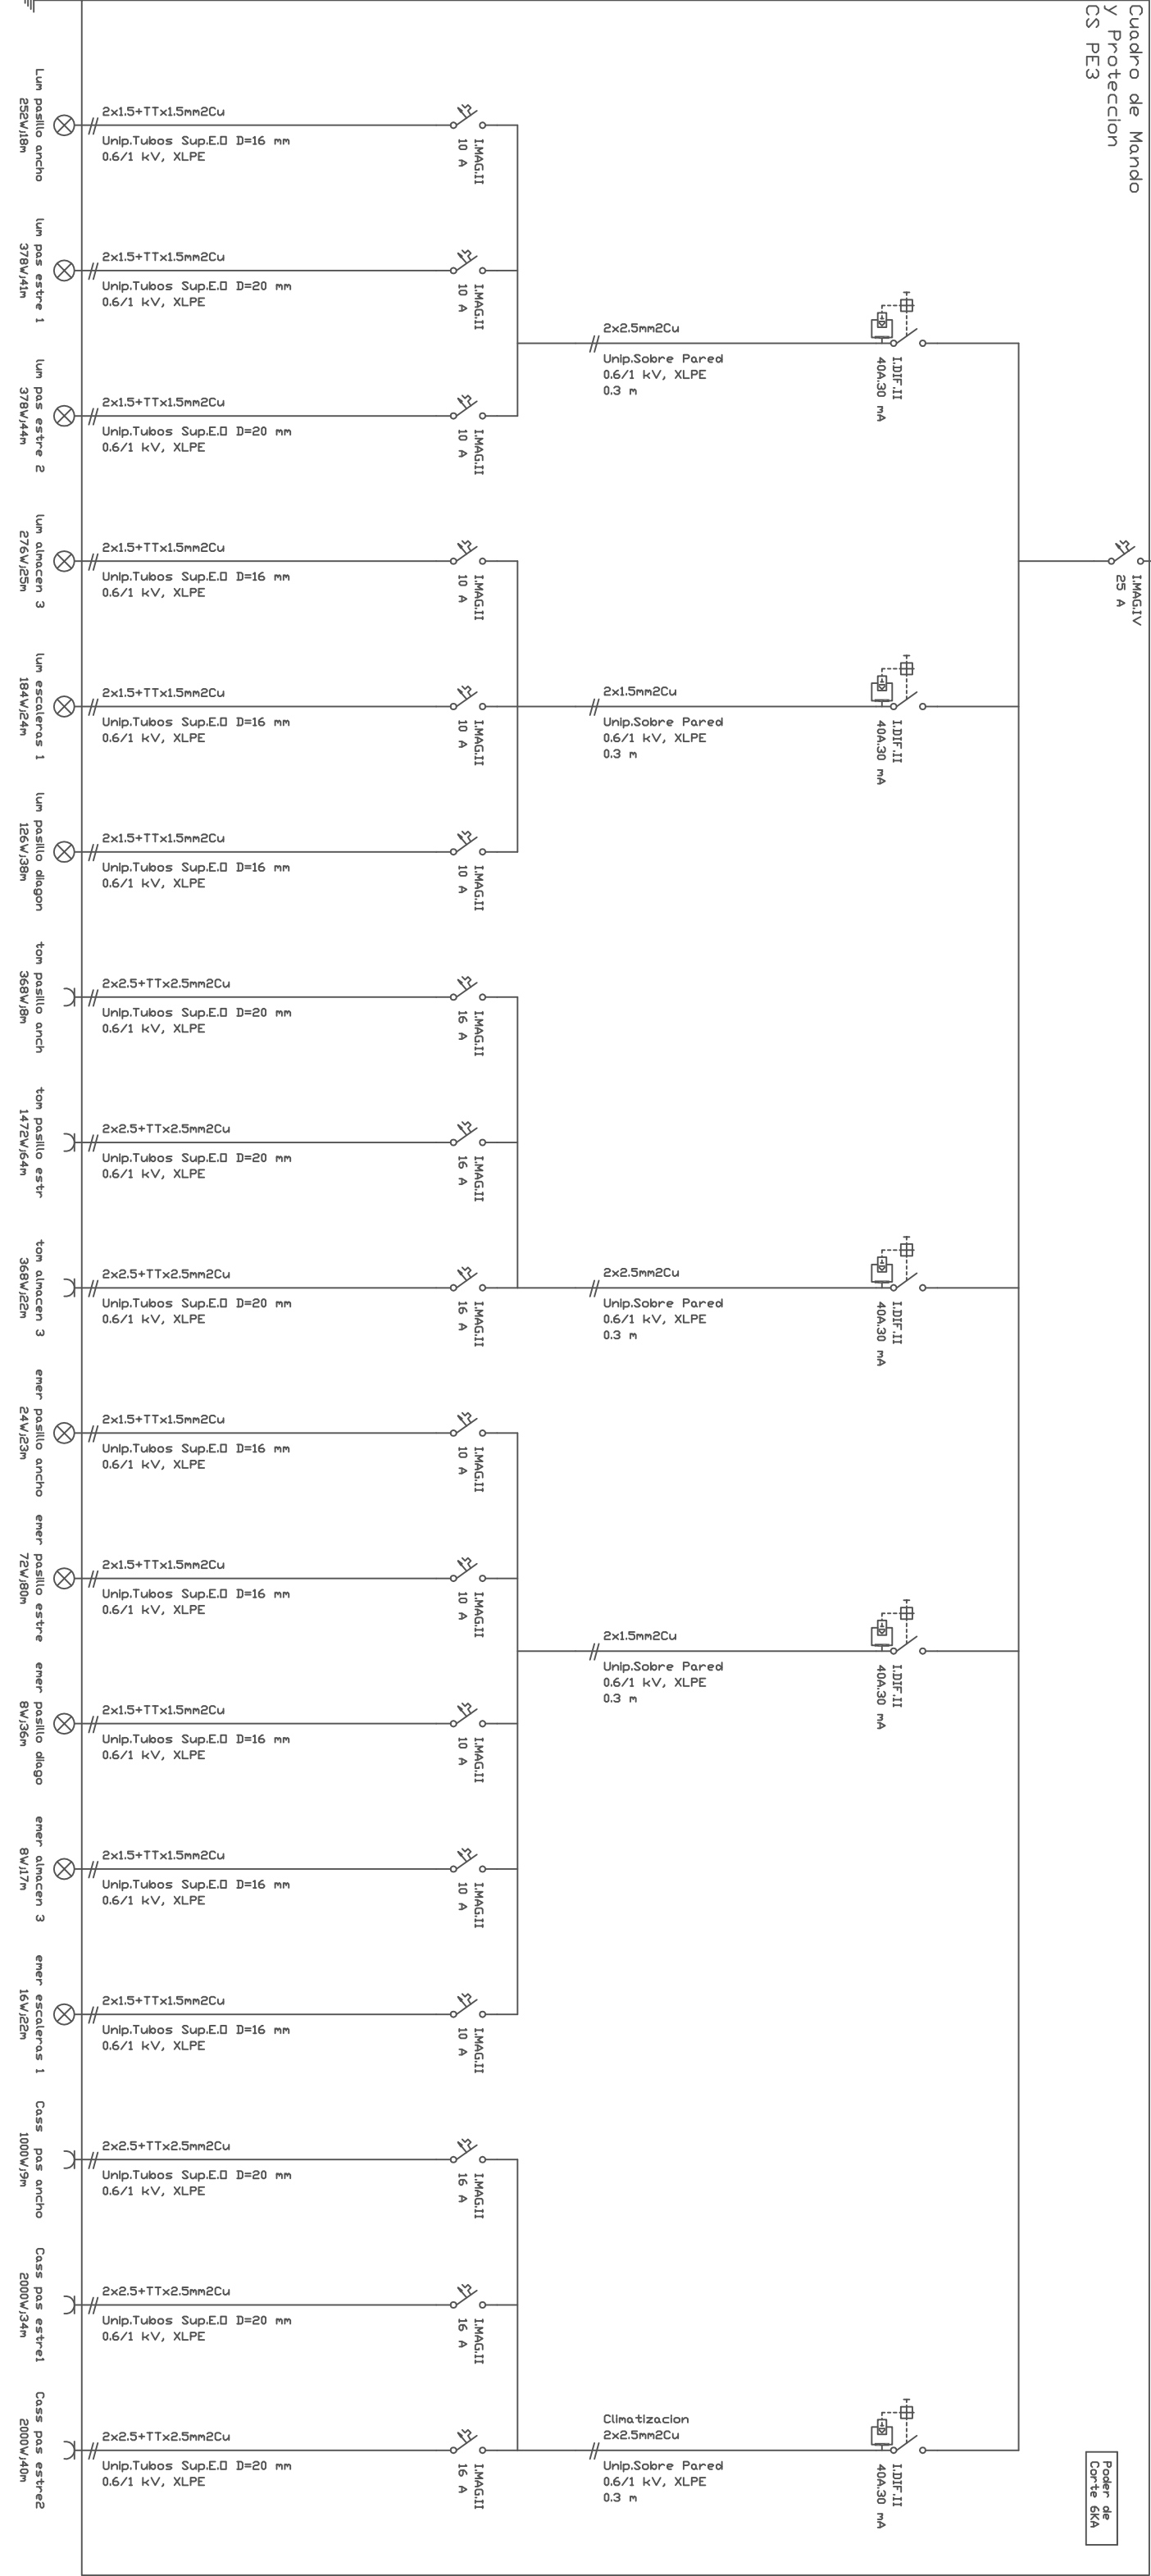 Cuadro de Mando
y Proteccion
CS PE3
I.MAG.IV
25 A
Poder de
Corte 6KA
I.DIF.II
40A.30 mA
2x2.5mm2Cu
Unip.Sobre Pared
0.6/1 kV, XLPE
0.3 m
I.MAG.II
10 A
2x1.5+TTx1.5mm2Cu
Unip.Tubos Sup.E.O D=16 mm
0.6/1 kV, XLPE
Lum pasillo ancho
252W;18m
I.MAG.II
10 A
2x1.5+TTx1.5mm2Cu
Unip.Tubos Sup.E.O D=20 mm
0.6/1 kV, XLPE
lum pas estre 1
378W;41m
I.MAG.II
10 A
2x1.5+TTx1.5mm2Cu
Unip.Tubos Sup.E.O D=20 mm
0.6/1 kV, XLPE
lum pas estre 2
378W;44m
I.DIF.II
40A.30 mA
2x1.5mm2Cu
Unip.Sobre Pared
0.6/1 kV, XLPE
0.3 m
I.MAG.II
10 A
2x1.5+TTx1.5mm2Cu
Unip.Tubos Sup.E.O D=16 mm
0.6/1 kV, XLPE
lum almacen 3
276W;25m
I.MAG.II
10 A
2x1.5+TTx1.5mm2Cu
Unip.Tubos Sup.E.O D=16 mm
0.6/1 kV, XLPE
lum escaleras 1
184W;24m
I.MAG.II
10 A
2x1.5+TTx1.5mm2Cu
Unip.Tubos Sup.E.O D=16 mm
0.6/1 kV, XLPE
lum pasillo diagon
126W;38m
I.DIF.II
40A.30 mA
2x2.5mm2Cu
Unip.Sobre Pared
0.6/1 kV, XLPE
0.3 m
I.MAG.II
16 A
2x2.5+TTx2.5mm2Cu
Unip.Tubos Sup.E.O D=20 mm
0.6/1 kV, XLPE
tom pasillo anch
368W;8m
I.MAG.II
16 A
2x2.5+TTx2.5mm2Cu
Unip.Tubos Sup.E.O D=20 mm
0.6/1 kV, XLPE
tom pasillo estr
1472W;64m
I.MAG.II
16 A
2x2.5+TTx2.5mm2Cu
Unip.Tubos Sup.E.O D=20 mm
0.6/1 kV, XLPE
tom almacen 3
368W;22m
I.DIF.II
40A.30 mA
2x1.5mm2Cu
Unip.Sobre Pared
0.6/1 kV, XLPE
0.3 m
I.MAG.II
10 A
2x1.5+TTx1.5mm2Cu
Unip.Tubos Sup.E.O D=16 mm
0.6/1 kV, XLPE
emer pasillo ancho
24W;23m
I.MAG.II
10 A
2x1.5+TTx1.5mm2Cu
Unip.Tubos Sup.E.O D=16 mm
0.6/1 kV, XLPE
emer pasillo estre
72W;80m
I.MAG.II
10 A
2x1.5+TTx1.5mm2Cu
Unip.Tubos Sup.E.O D=16 mm
0.6/1 kV, XLPE
emer pasillo diago
8W;36m
I.MAG.II
10 A
2x1.5+TTx1.5mm2Cu
Unip.Tubos Sup.E.O D=16 mm
0.6/1 kV, XLPE
emer almacen 3
8W;17m
I.MAG.II
10 A
2x1.5+TTx1.5mm2Cu
Unip.Tubos Sup.E.O D=16 mm
0.6/1 kV, XLPE
emer escaleras 1
16W;22m
I.DIF.II
40A.30 mA
Climatizacion
2x2.5mm2Cu
Unip.Sobre Pared
0.6/1 kV, XLPE
0.3 m
I.MAG.II
16 A
2x2.5+TTx2.5mm2Cu
Unip.Tubos Sup.E.O D=20 mm
0.6/1 kV, XLPE
Cass pas ancho
1000W;9m
I.MAG.II
16 A
2x2.5+TTx2.5mm2Cu
Unip.Tubos Sup.E.O D=20 mm
0.6/1 kV, XLPE
Cass pas estre1
2000W;34m
I.MAG.II
16 A
2x2.5+TTx2.5mm2Cu
Unip.Tubos Sup.E.O D=20 mm
0.6/1 kV, XLPE
Cass pas estre2
2000W;40m